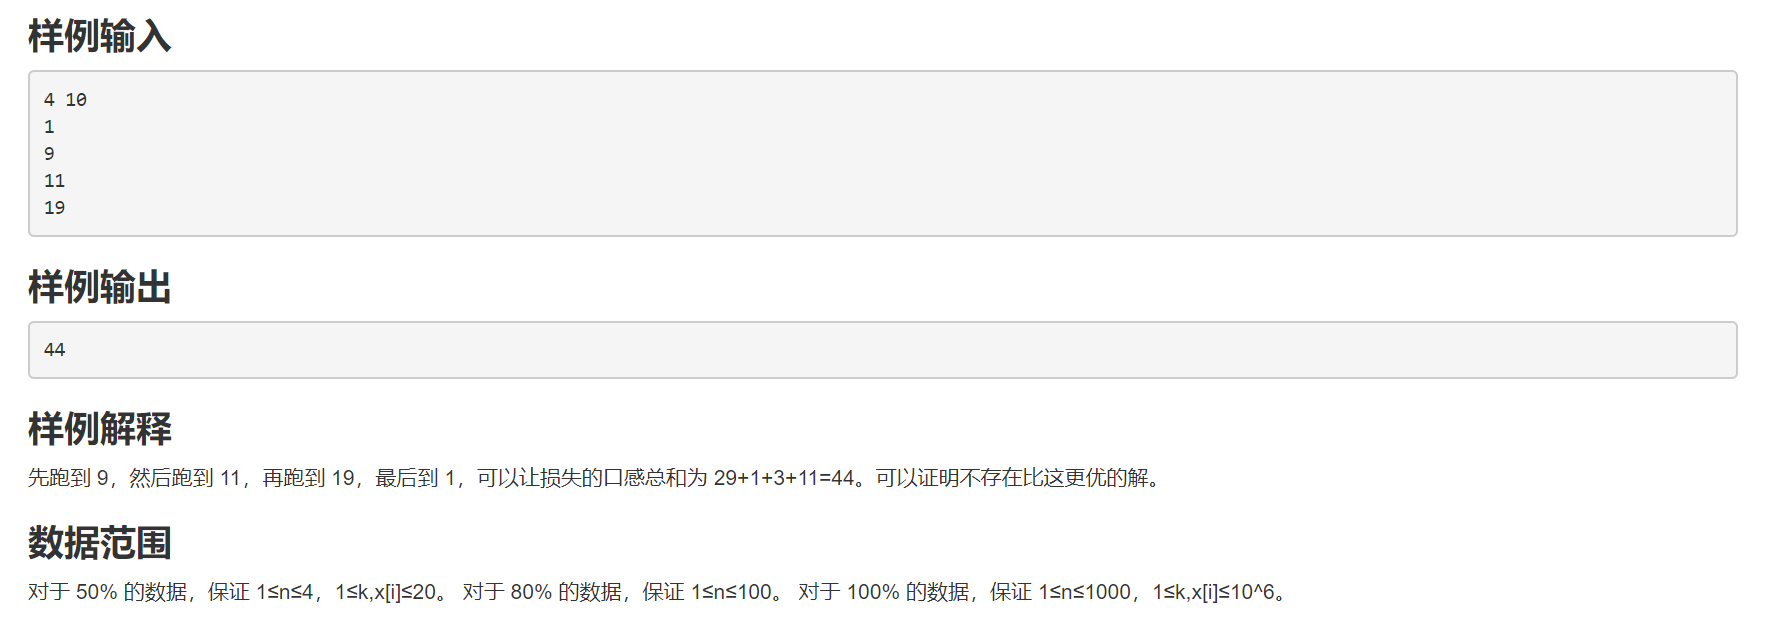 样例输入
4 10
1
9
11
19
样例输出
44
样例解释
先跑到 9，然后跑到 11，再跑到 19，最后到 1，可以让损失的口感总和为 29+1+3+11=44。可以证明不存在比这更优的解。
数据范围
对于 50% 的数据，保证 1≤n≤4，1≤k,x[i]≤20。 对于 80% 的数据，保证 1≤n≤100。 对于 100% 的数据，保证 1≤n≤1000，1≤k,x[i]≤10^6。